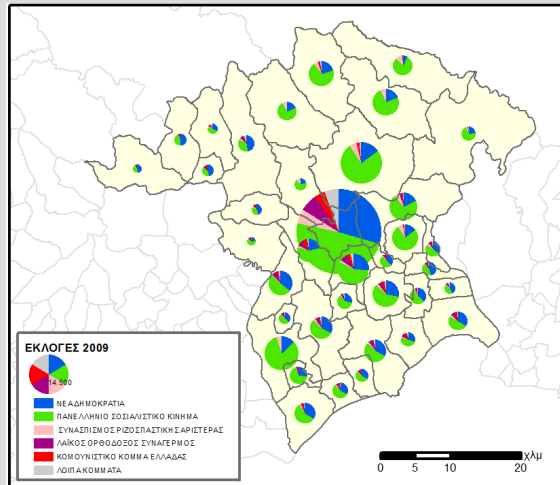 ΕΚΛΟΓΕΣ 2009
14.500
ΝΕΑ ΔΗΜΟΚΡΑΤΙΑ
ΠΑΝΕΛΛΗΝΙΟ ΣΟΣΙΑΛΙΣΤΙΚΟ ΚΙΝΗΜΑ
ΣΥΝΑΣΠΙΣΜΟΣ ΡΙΖΟΣΠΑΣΤΙΚΗΣ ΑΡΙΣΤΕΡΑΣ
ΛΑΪΚΟΣ ΟΡΘΟΔΟΞΟΣ ΣΥΝΑΓΕΡΜΟΣ
ΚΟΜΟΥΝΙΣΤΙΚΟ ΚΟΜΜΑ ΕΛΛΑΔΑΣ
ΛΟΙΠΑ ΚΟΜΜΑΤΑ
χλμ
0 5 10 20